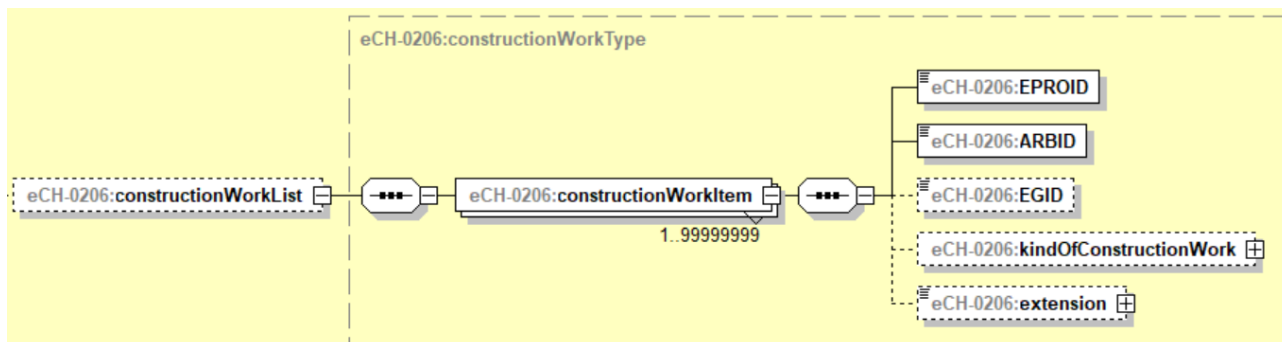 eCH-0206:constructionWorkType
eCH-0206:EPROID
eCH-0206:ARBID
eCH-0206:constructionWorkList
eCH-0206:constructionWorkItem
1..99999999
eCH-0206:EGID
eCH-0206:kindOfConstructionWork
eCH-0206:extension